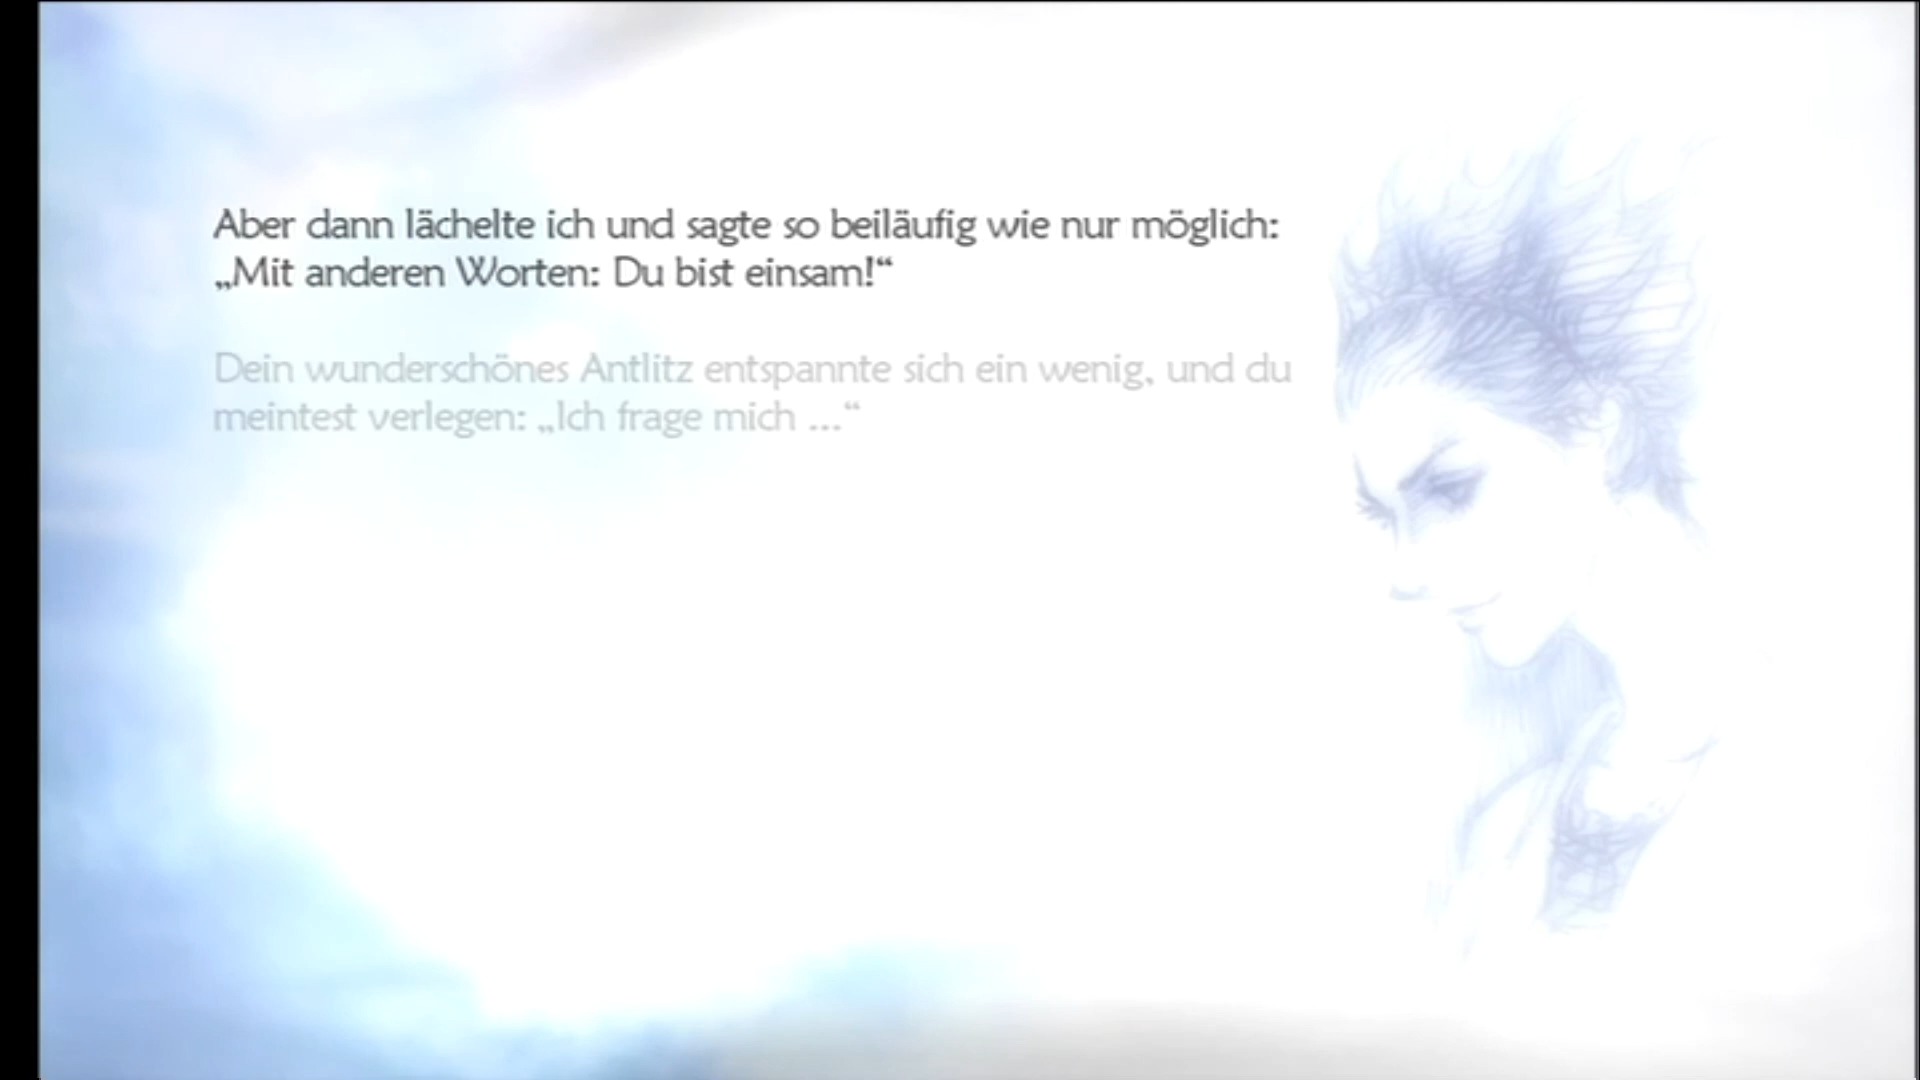 Aber dann lächelte ich und sagte so beiläufig wie nur möglich:
„Mit anderen Worten: Du bist einsam!“
Dein wunderschönes Antlitz entspannte sich ein wenig, und du
meintest verlegen: „Ich frage mich ...“